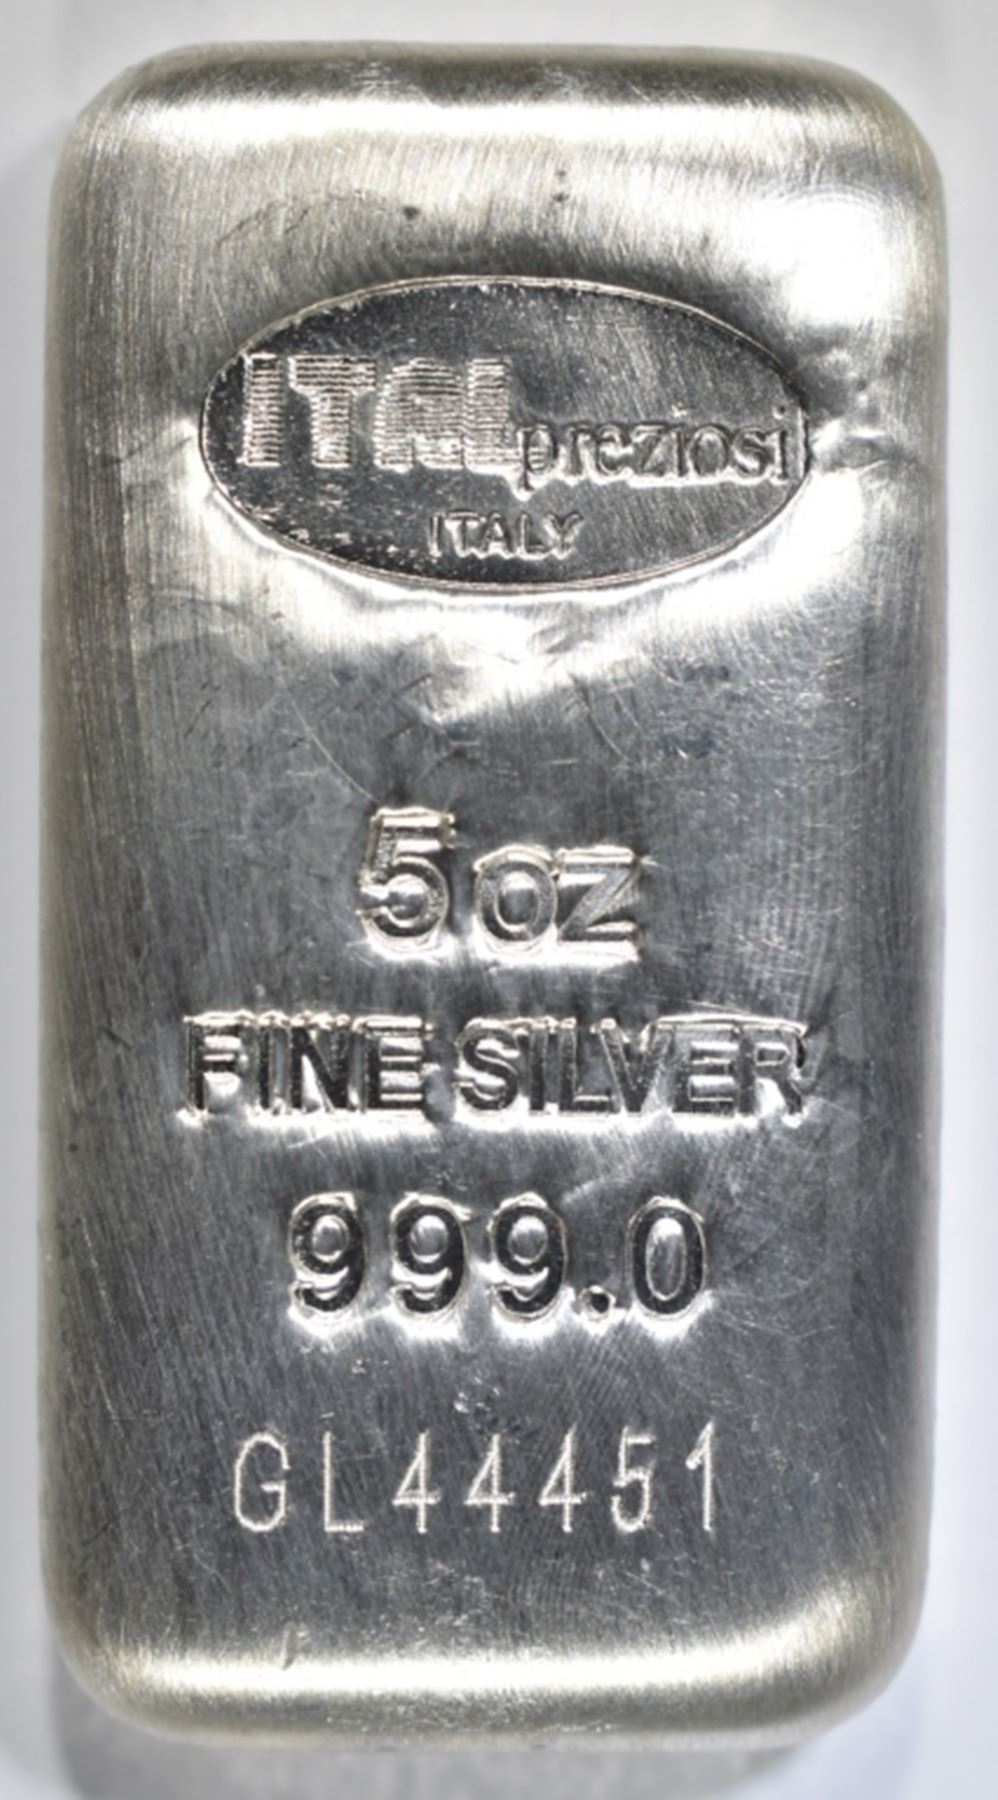 ITALpreziosi
ITALY
5 oz
FINE SILVER
999.0
GL44451